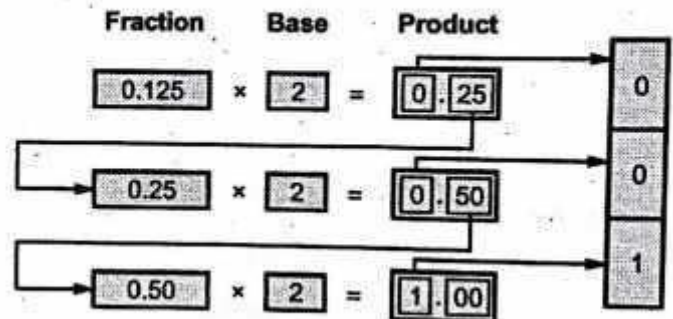 Fraction Base Product
0.125 × 2 = 0 . 25 0
0.25 × 2 = 0 . 50 0
0.50 × 2 = 1 . 00 1